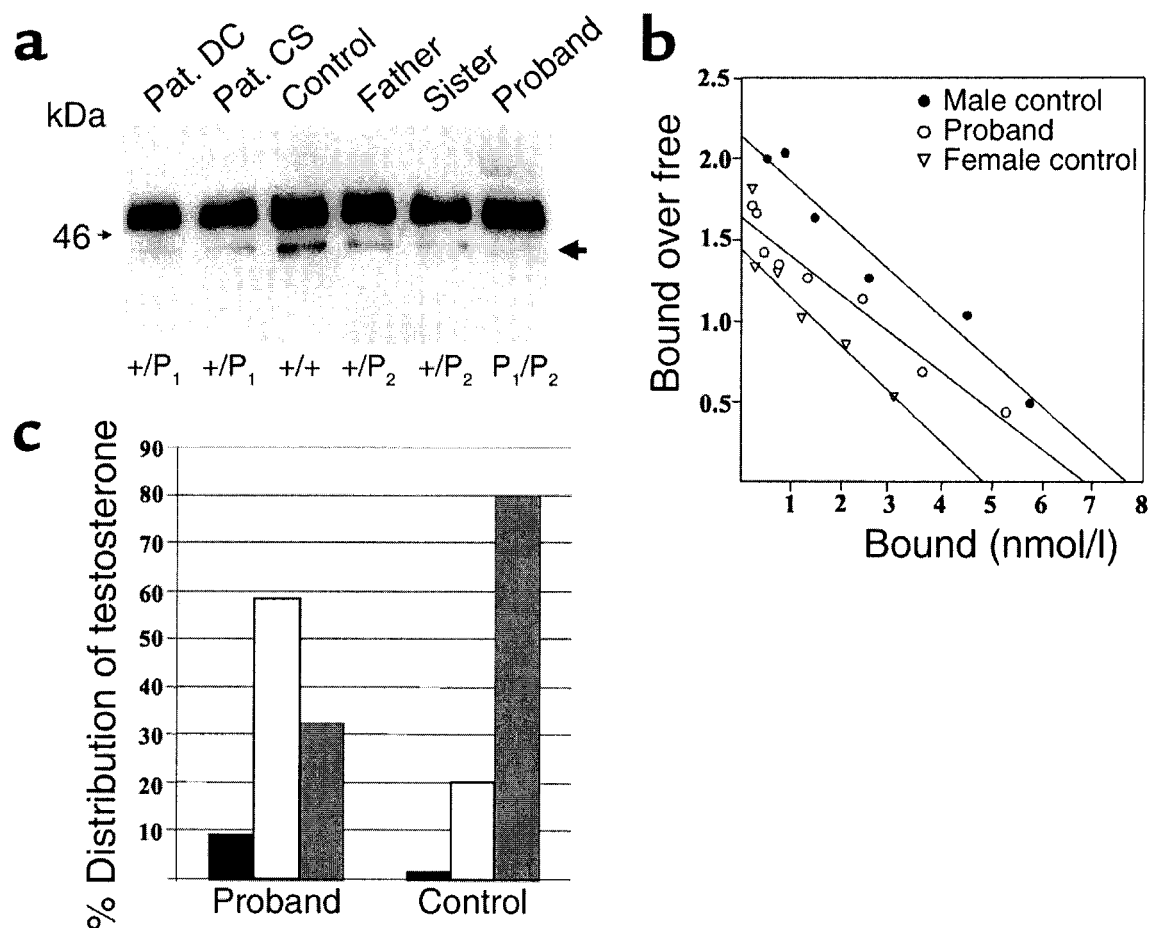 a
Pat. DC
Pat. CS
Control
Father
Sister
Proband
kDa
46
+/P1
+/P1
+/+
+/P2
+/P2
P1/P2
b
2.5
2.0
1.5
1.0
0.5
Bound over free
Male control
Proband
Female control
1 2 3 4 5 6 7 8
Bound (nmol/l)
c
% Distribution of testosterone
90
80
70
60
50
40
30
20
10
Proband
Control